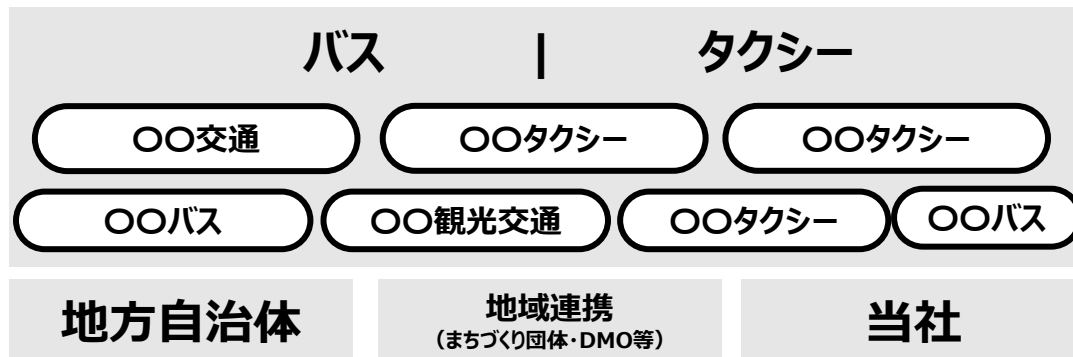 バス | タクシー
〇〇交通 〇〇タクシー 〇〇タクシー
〇〇バス 〇〇観光交通 〇〇タクシー 〇〇バス
地方自治体
地域連携
（まちづくり団体・DMO等）
当社